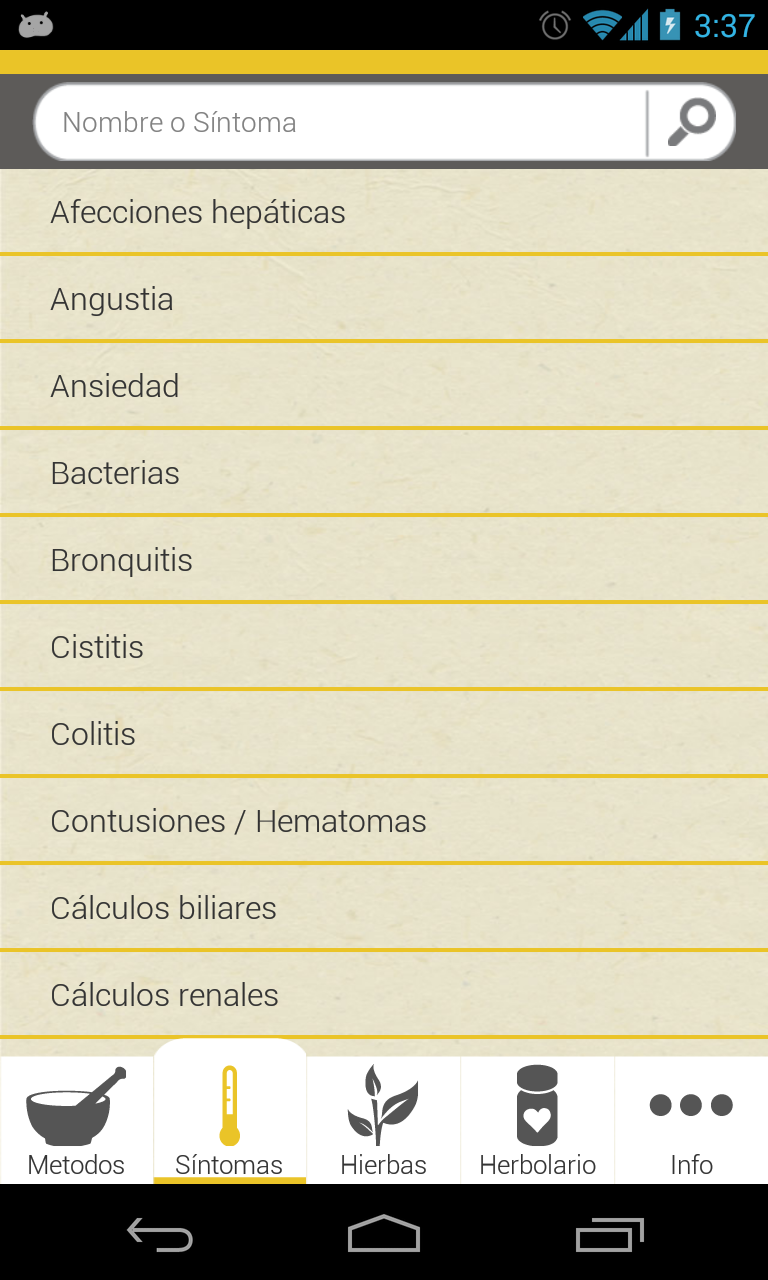 3:37
Nombre o Síntoma
Afecciones hepáticas
Angustia
Ansiedad
Bacterias
Bronquitis
Cistitis
Colitis
Contusiones / Hematomas
Cálculos biliares
Cálculos renales
Metodos Síntomas Hierbas Herbolario Info